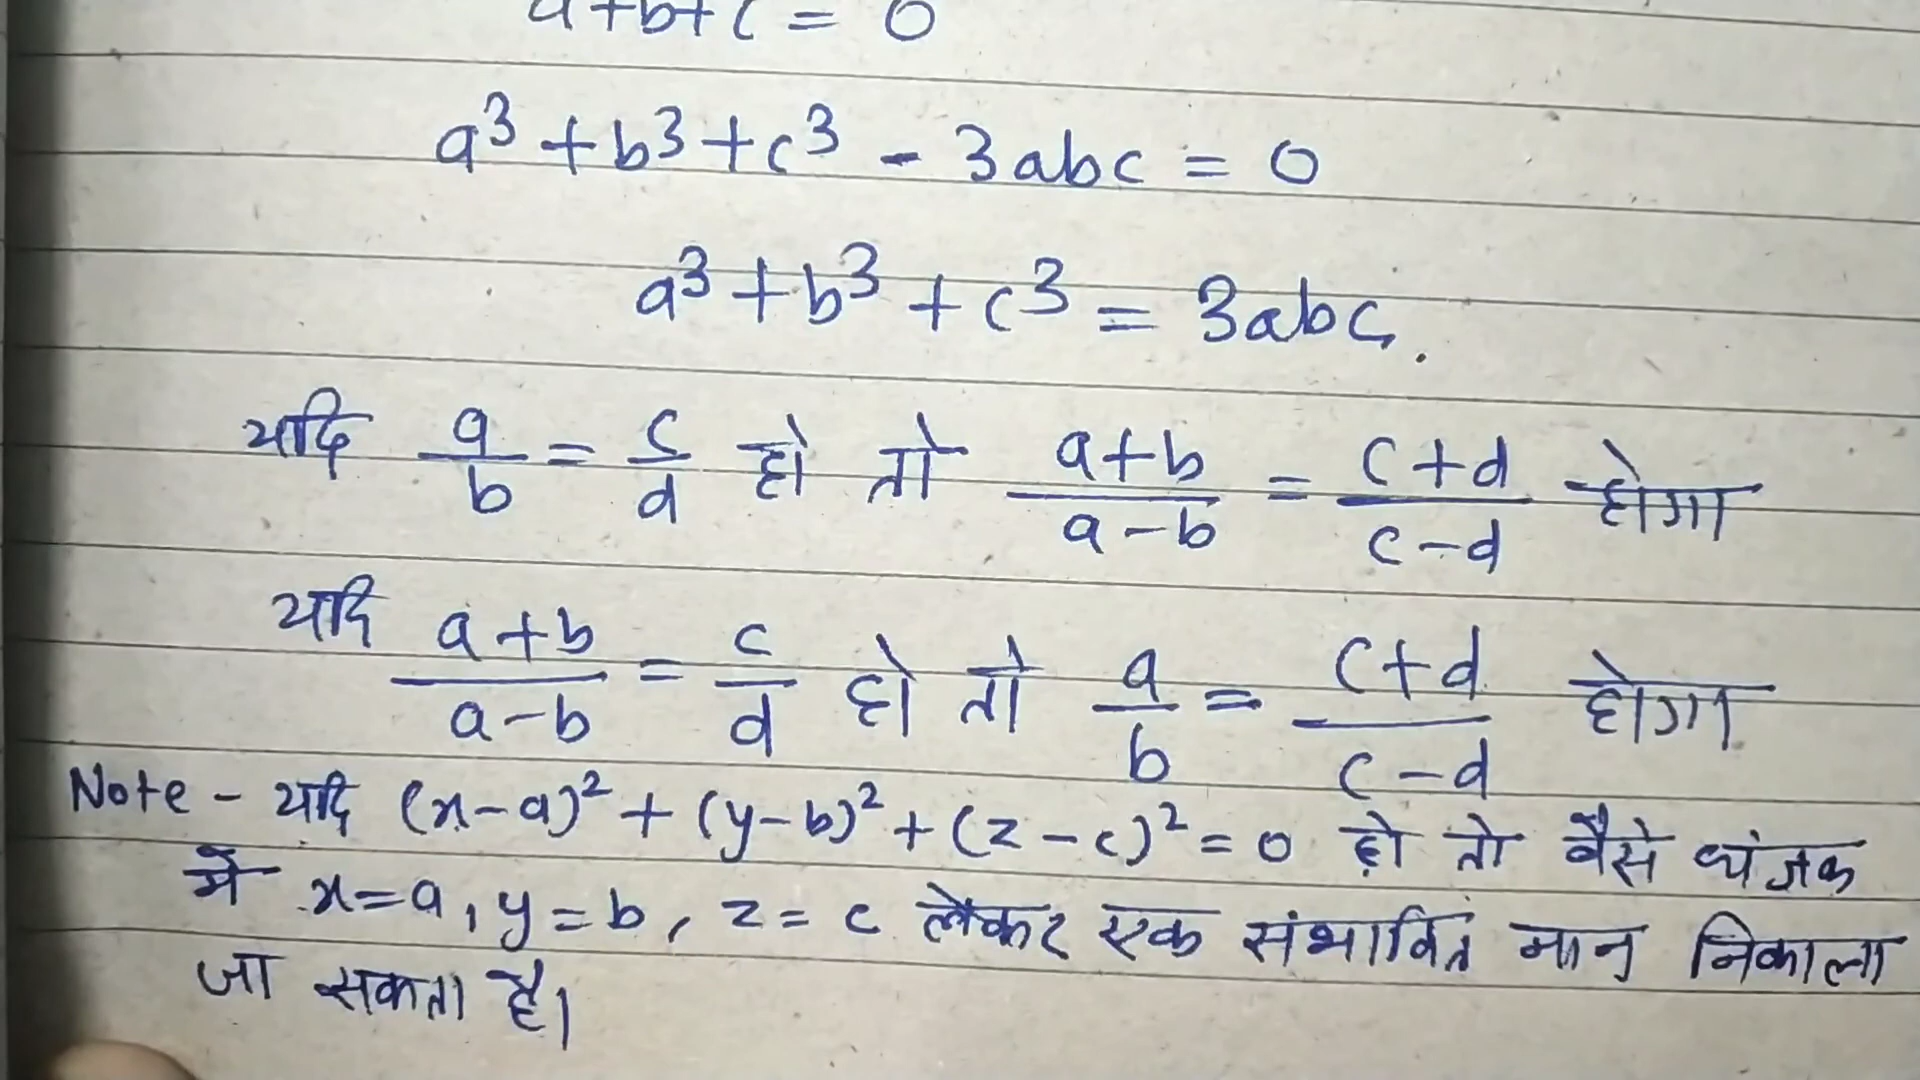 a+b+c = 0
a³ + b³ + c³ - 3abc = 0
a³ + b³ + c³ = 3abc.
यदि a/b = c/d हो तो a+b/a-b = c+d/c-d होगा
यदि a+b/a-b = c/d हो तो a/b = c+d/c-d होगा
Note - यदि (x-a)² + (y-b)² + (z-c)² = 0 हो तो वैसे व्यंजक
में x=a, y=b, z=c लेकर एक संभावित मान निकाला
जा सकता है।